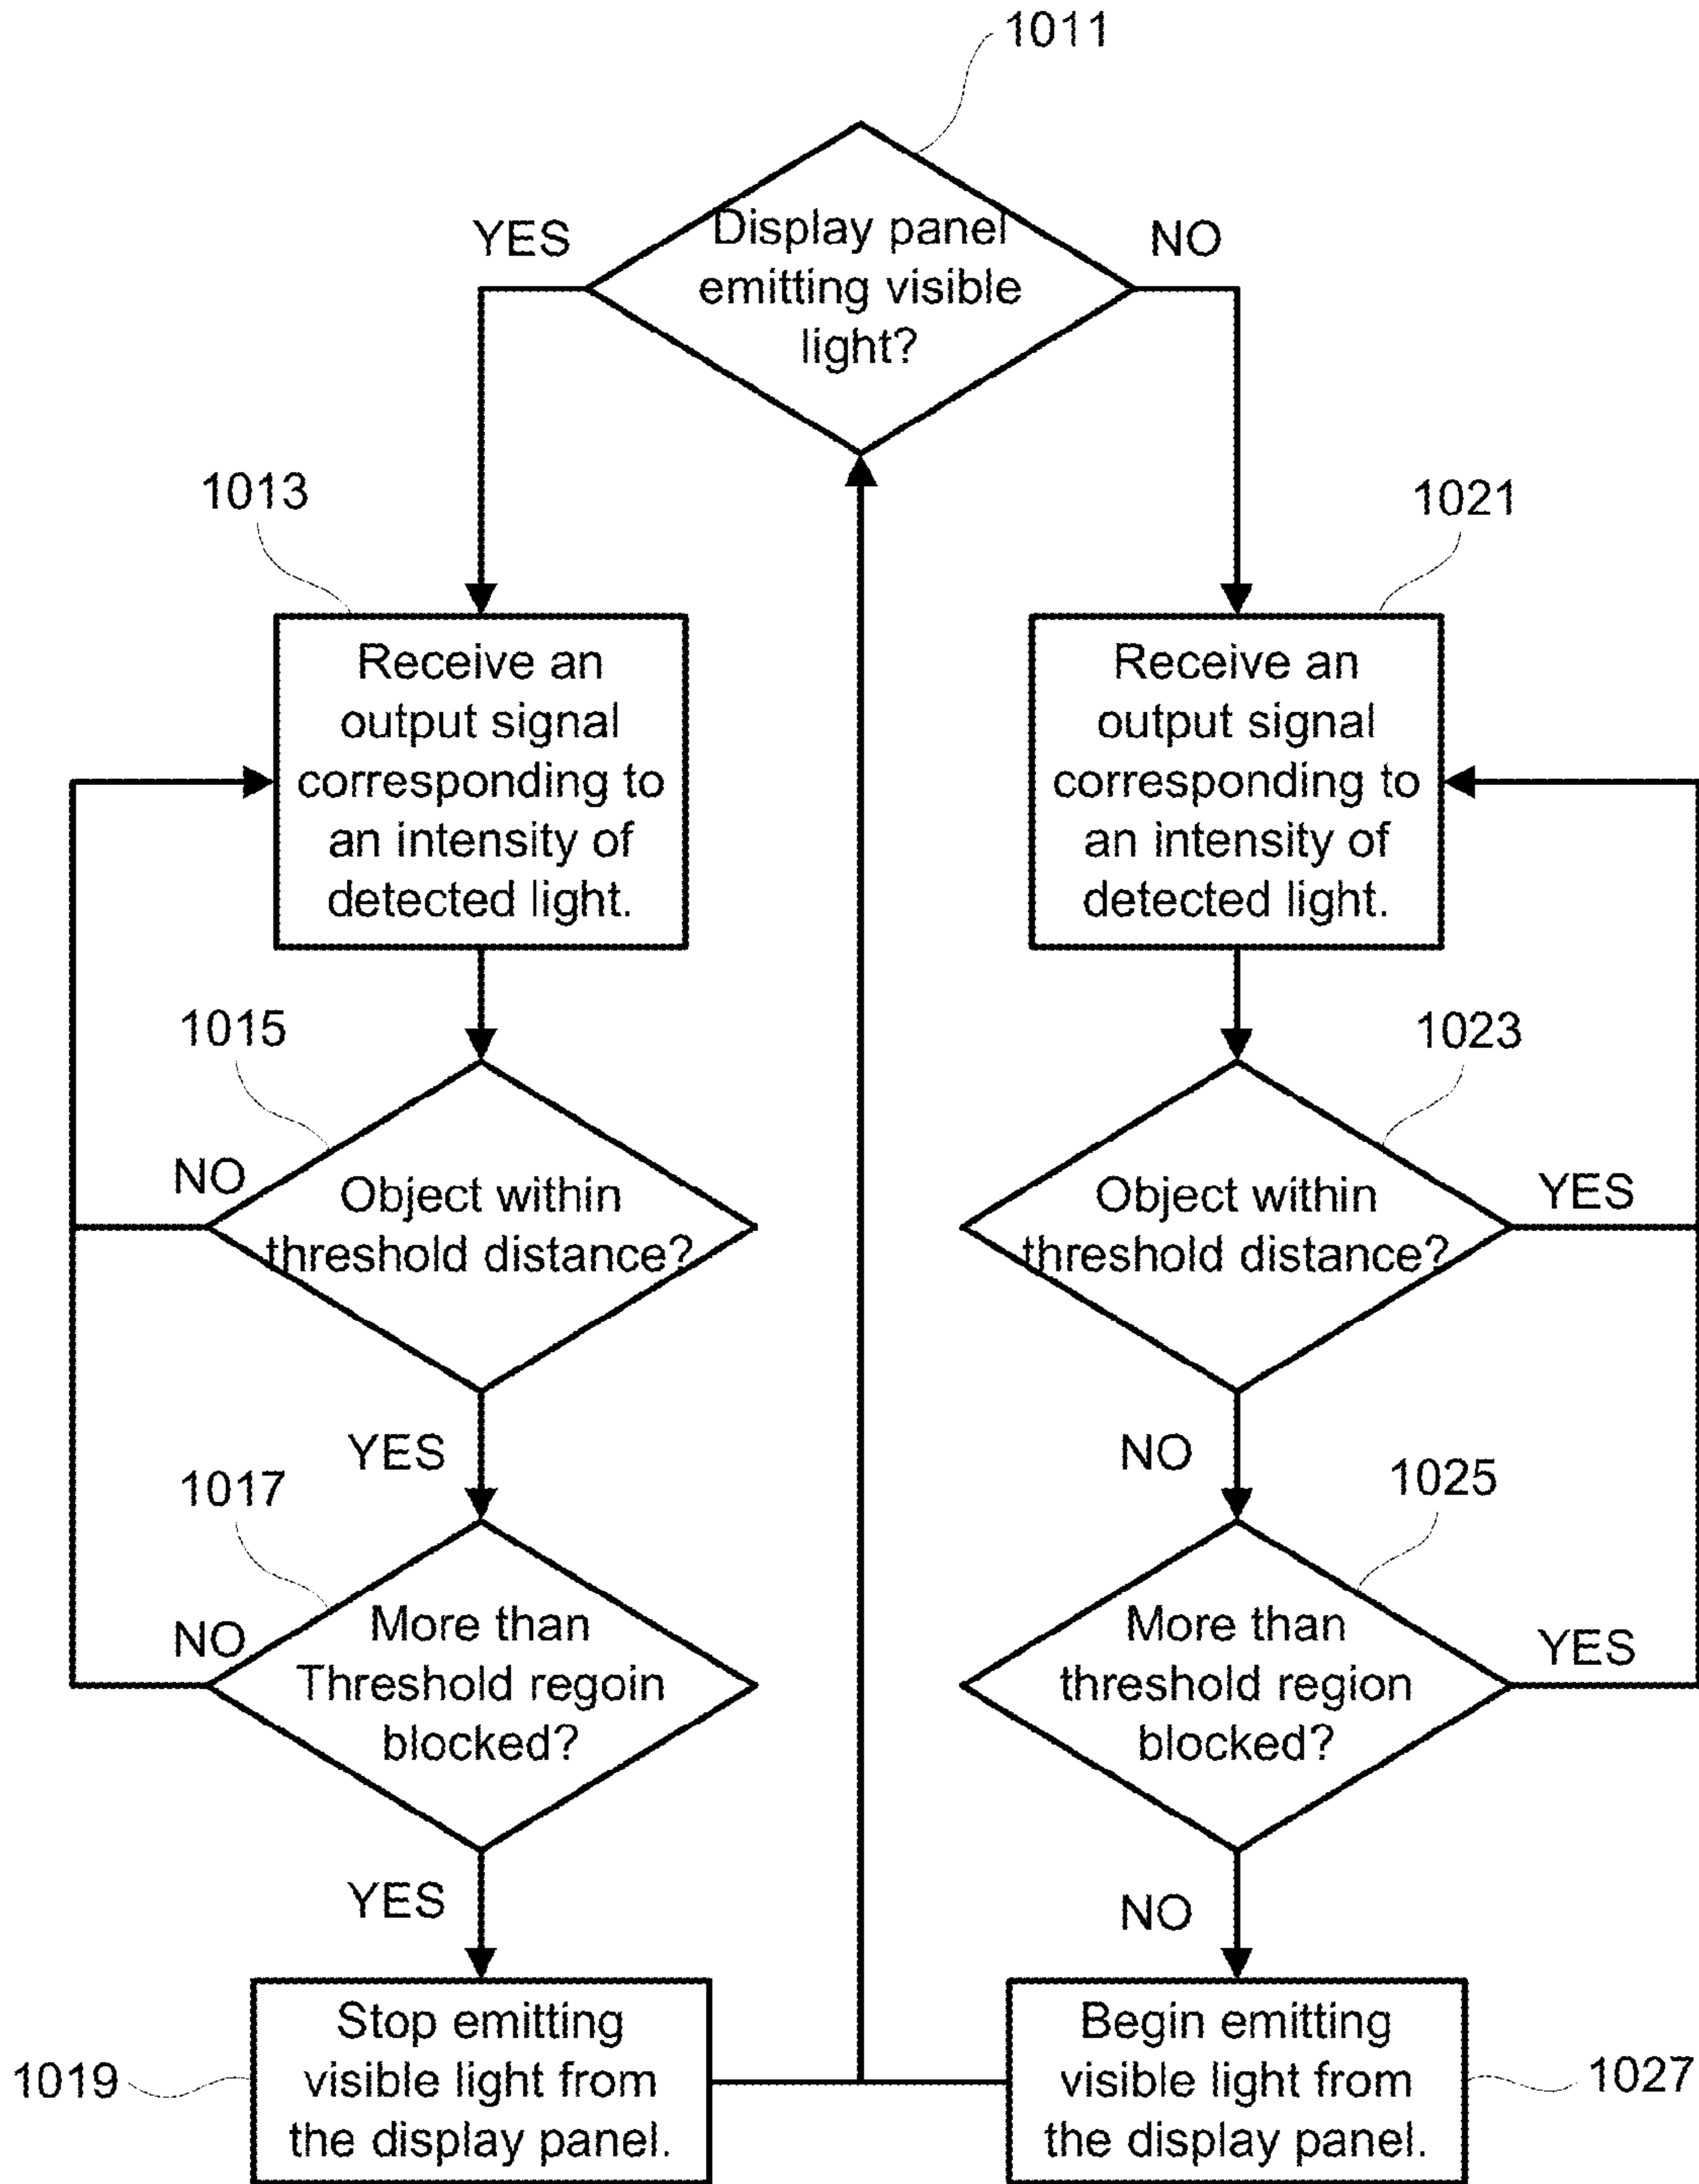 1011
YES
Display panel
emitting visible
light?
NO
1013
Receive an
output signal
corresponding to
an intensity of
detected light.
1015
NO
Object within
threshold distance?
YES
1017
NO
More than
Threshold regoin
blocked?
YES
Stop emitting
visible light from
the display panel.
1019
1021
Receive an
output signal
corresponding to
an intensity of
detected light.
1023
Object within
threshold distance?
YES
NO
1025
More than
threshold region
blocked?
YES
NO
Begin emitting
visible light from
the display panel.
1027